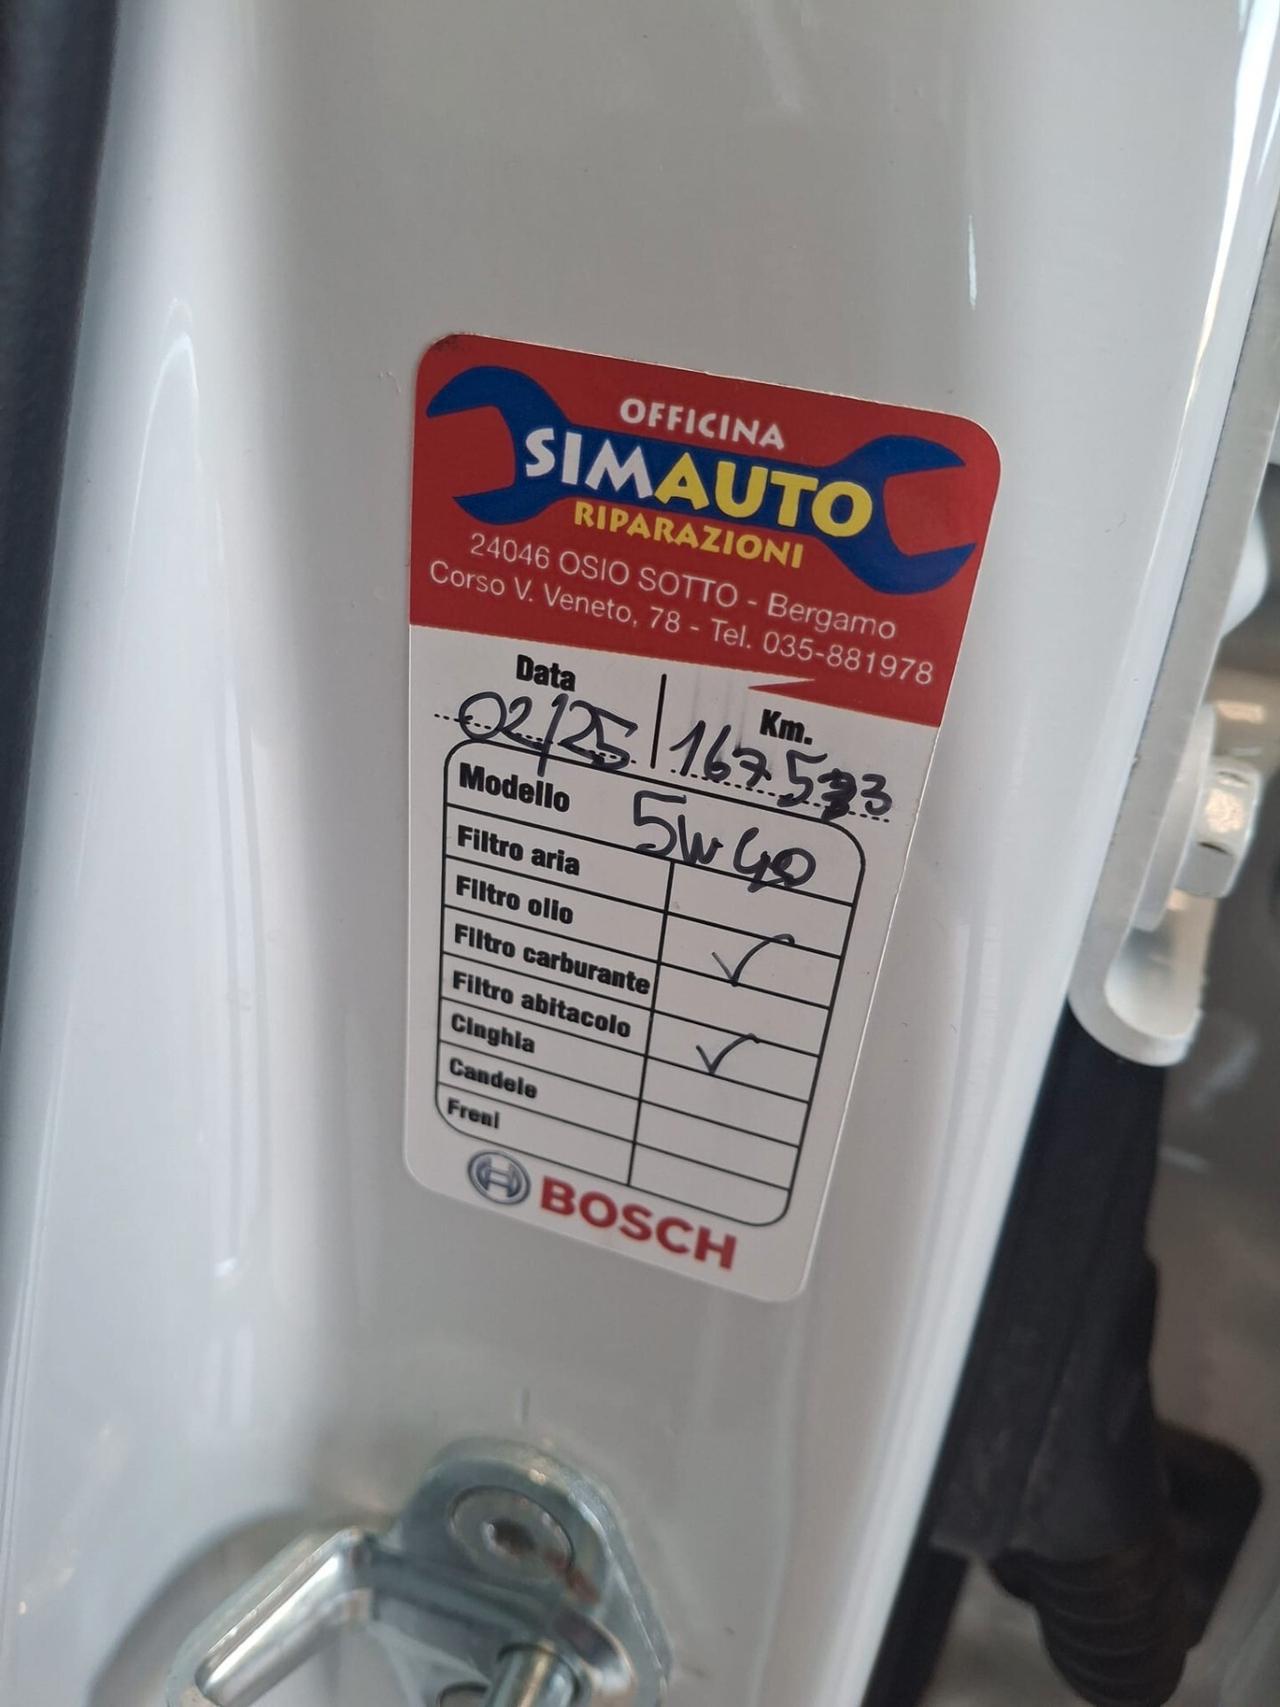 OFFICINA
SIMAUTO
RIPARAZIONI
24046 OSIO SOTTO - Bergamo
Corso V. Veneto, 78 - Tel. 035-881978
Data Km.
02/25
Modello 5W40
Filtro aria
Filtro olio ✓
Filtro carburante
Filtro abitacolo ✓
Cinghia
Candele
Freni
BOSCH